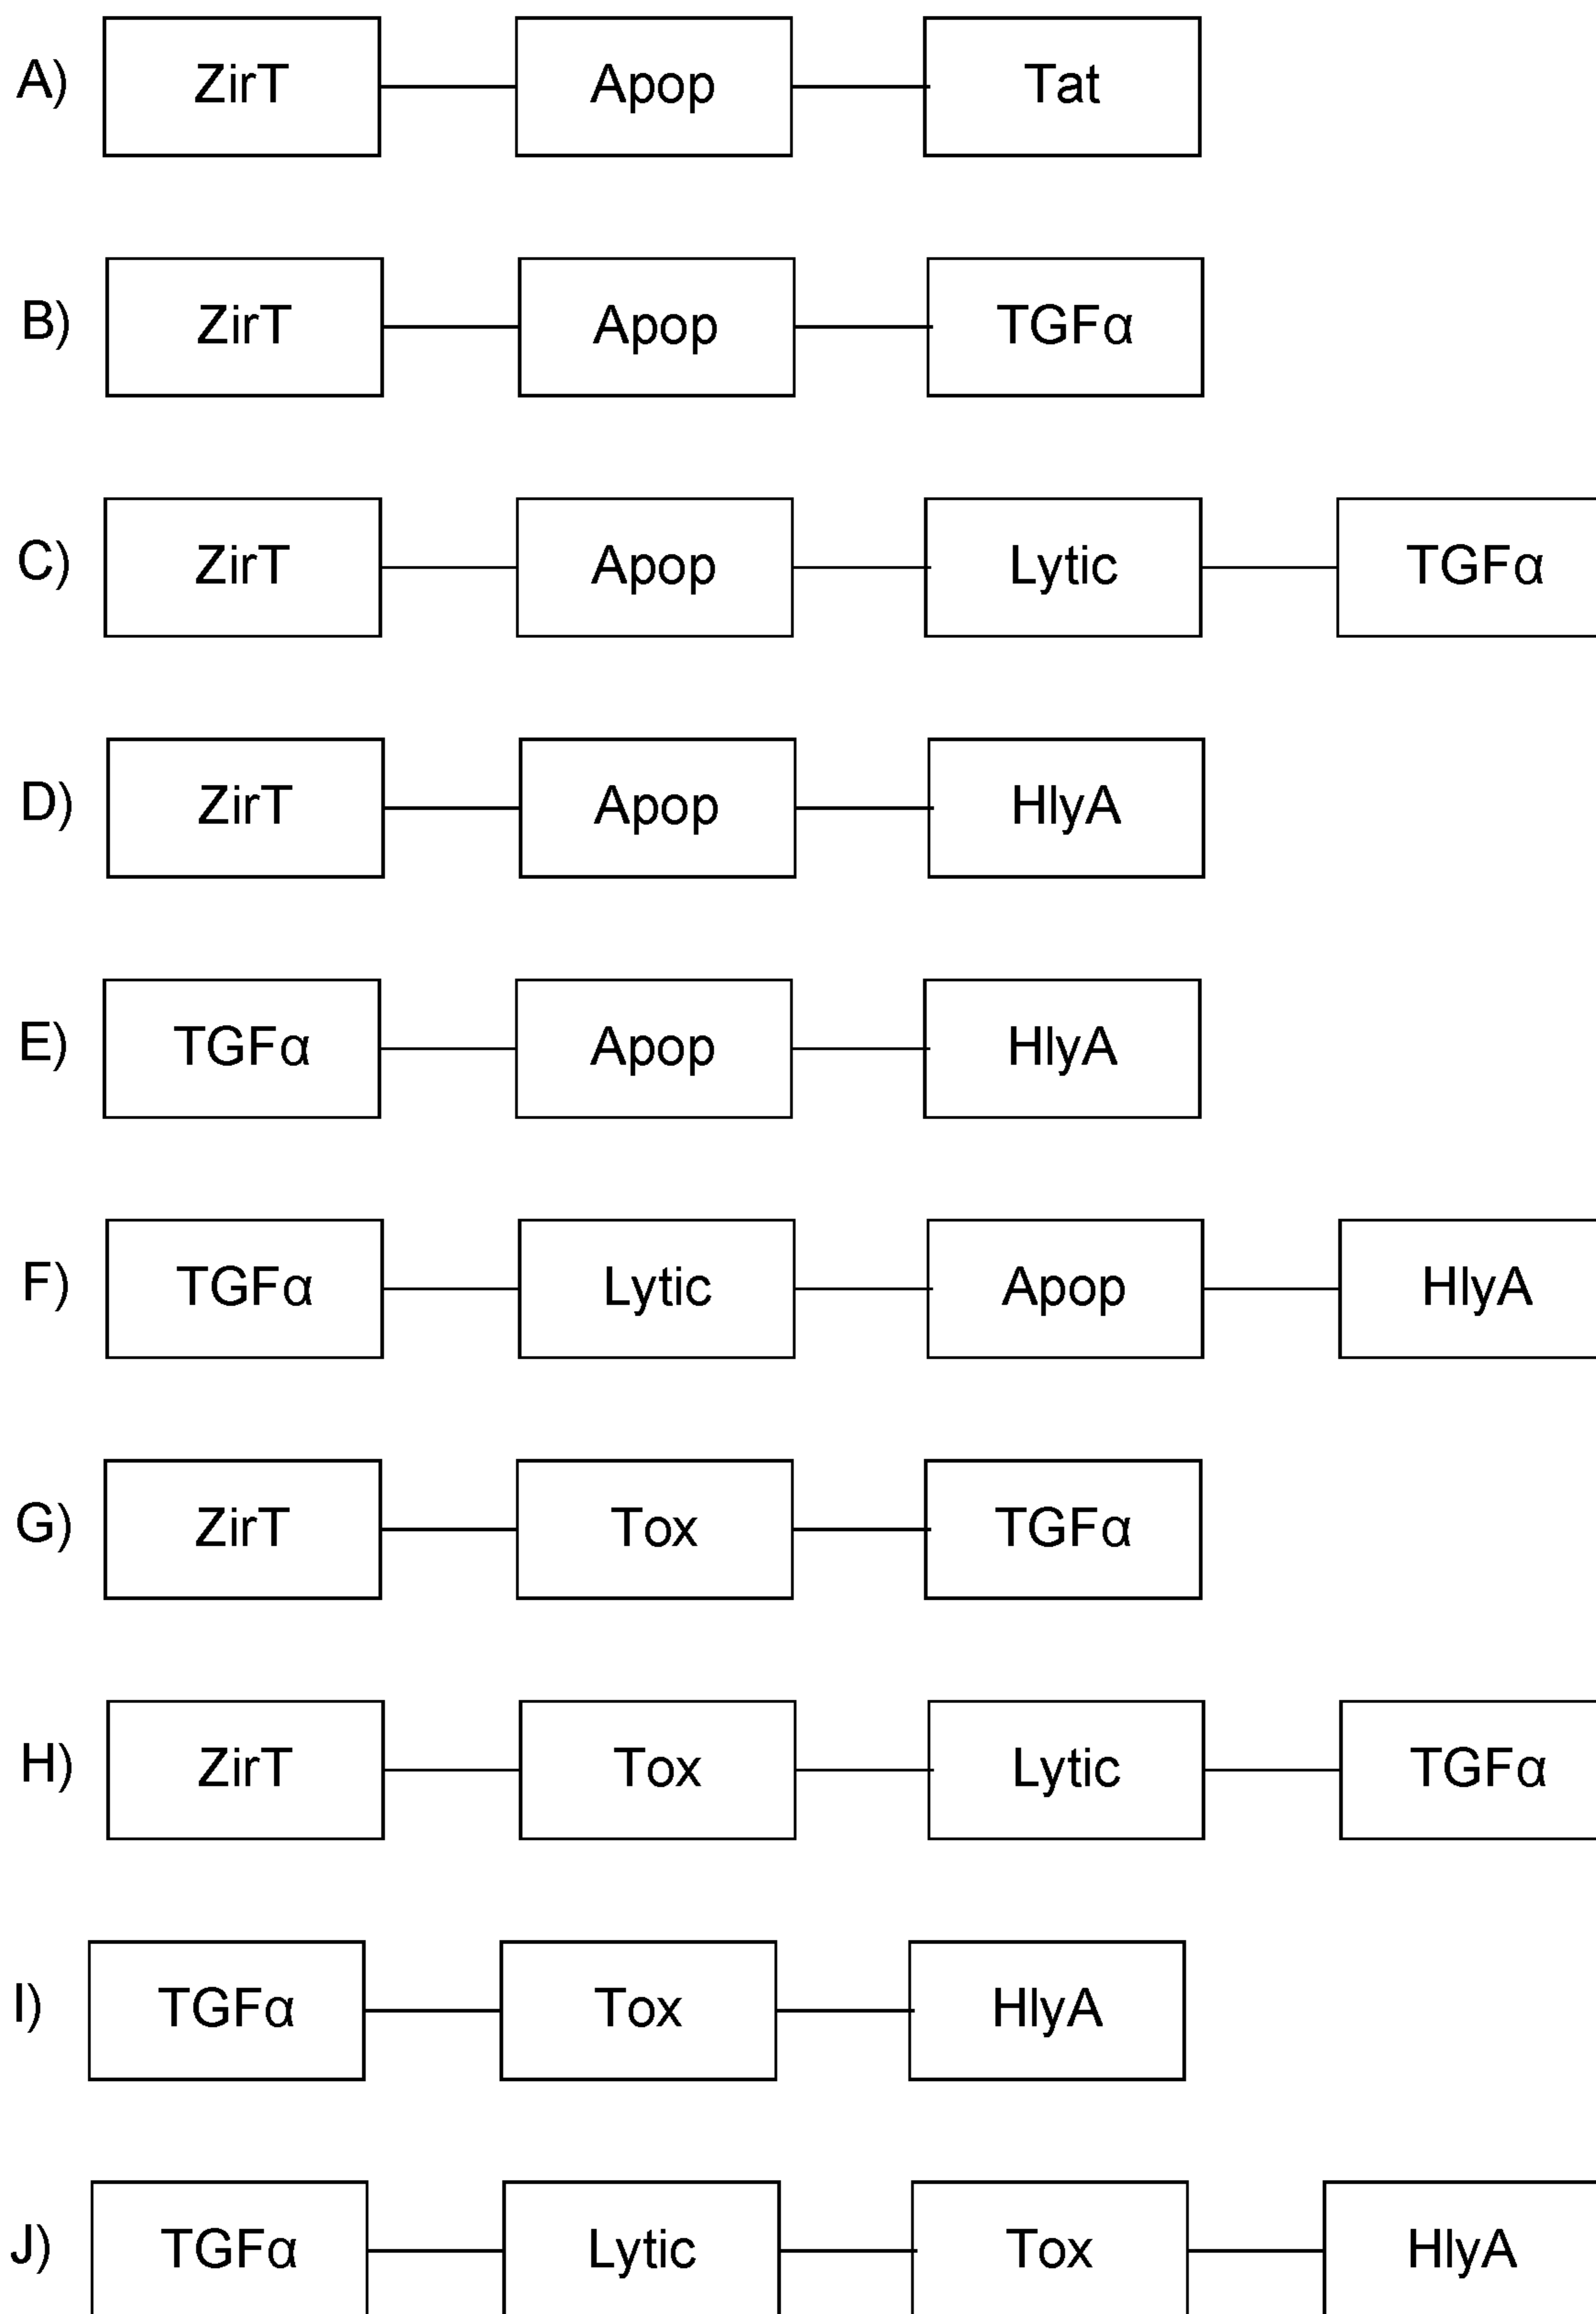 A) ZirT Apop Tat
B) ZirT Apop TGFα
C) ZirT Apop Lytic TGFα
D) ZirT Apop HlyA
E) TGFα Apop HlyA
F) TGFα Lytic Apop HlyA
G) ZirT Tox TGFα
H) ZirT Tox Lytic TGFα
I) TGFα Tox HlyA
J) TGFα Lytic Tox HlyA